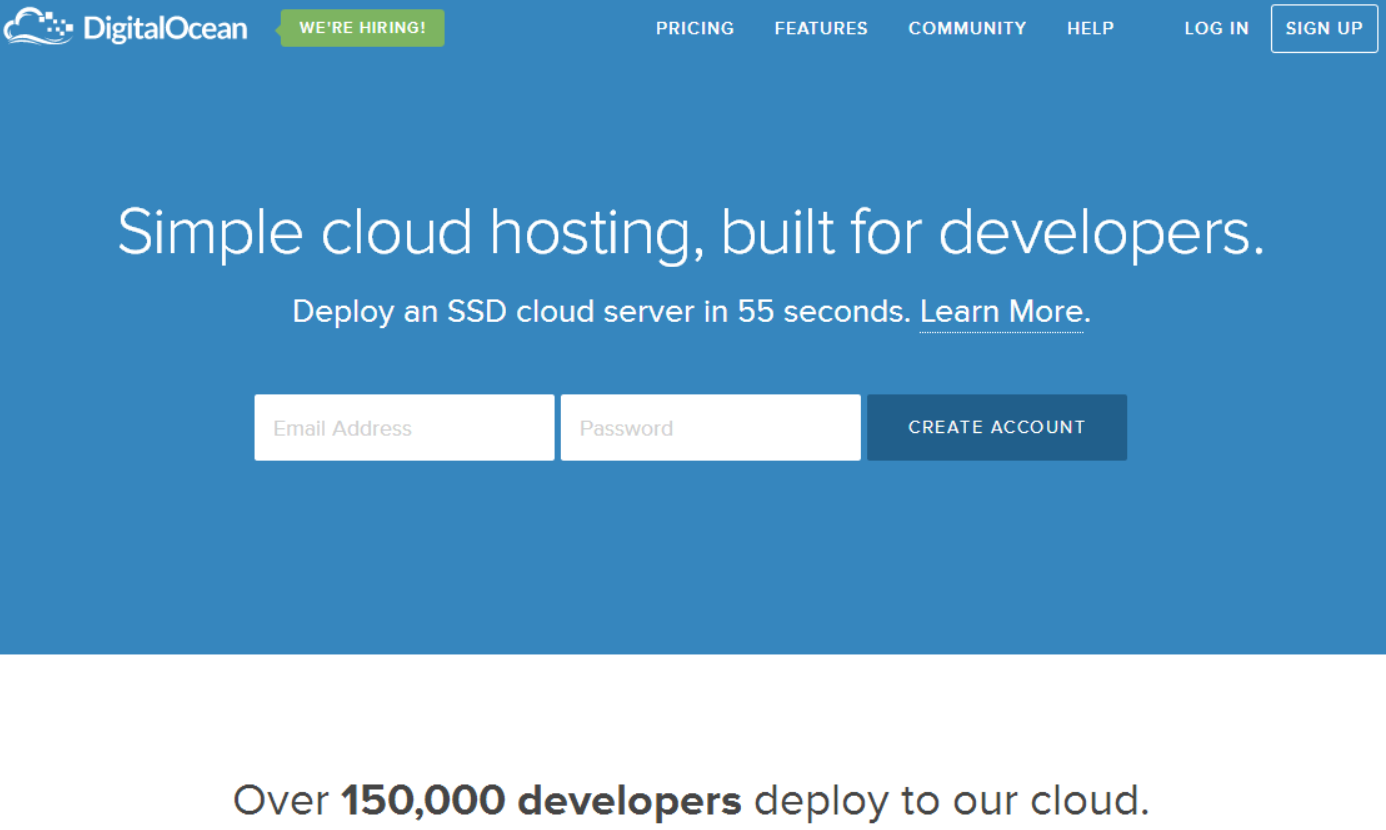 DigitalOcean
WE'RE HIRING!
PRICING
FEATURES
COMMUNITY
HELP
LOG IN
SIGN UP
Simple cloud hosting, built for developers.
Deploy an SSD cloud server in 55 seconds. Learn More.
Email Address
Password
CREATE ACCOUNT
Over 150,000 developers deploy to our cloud.